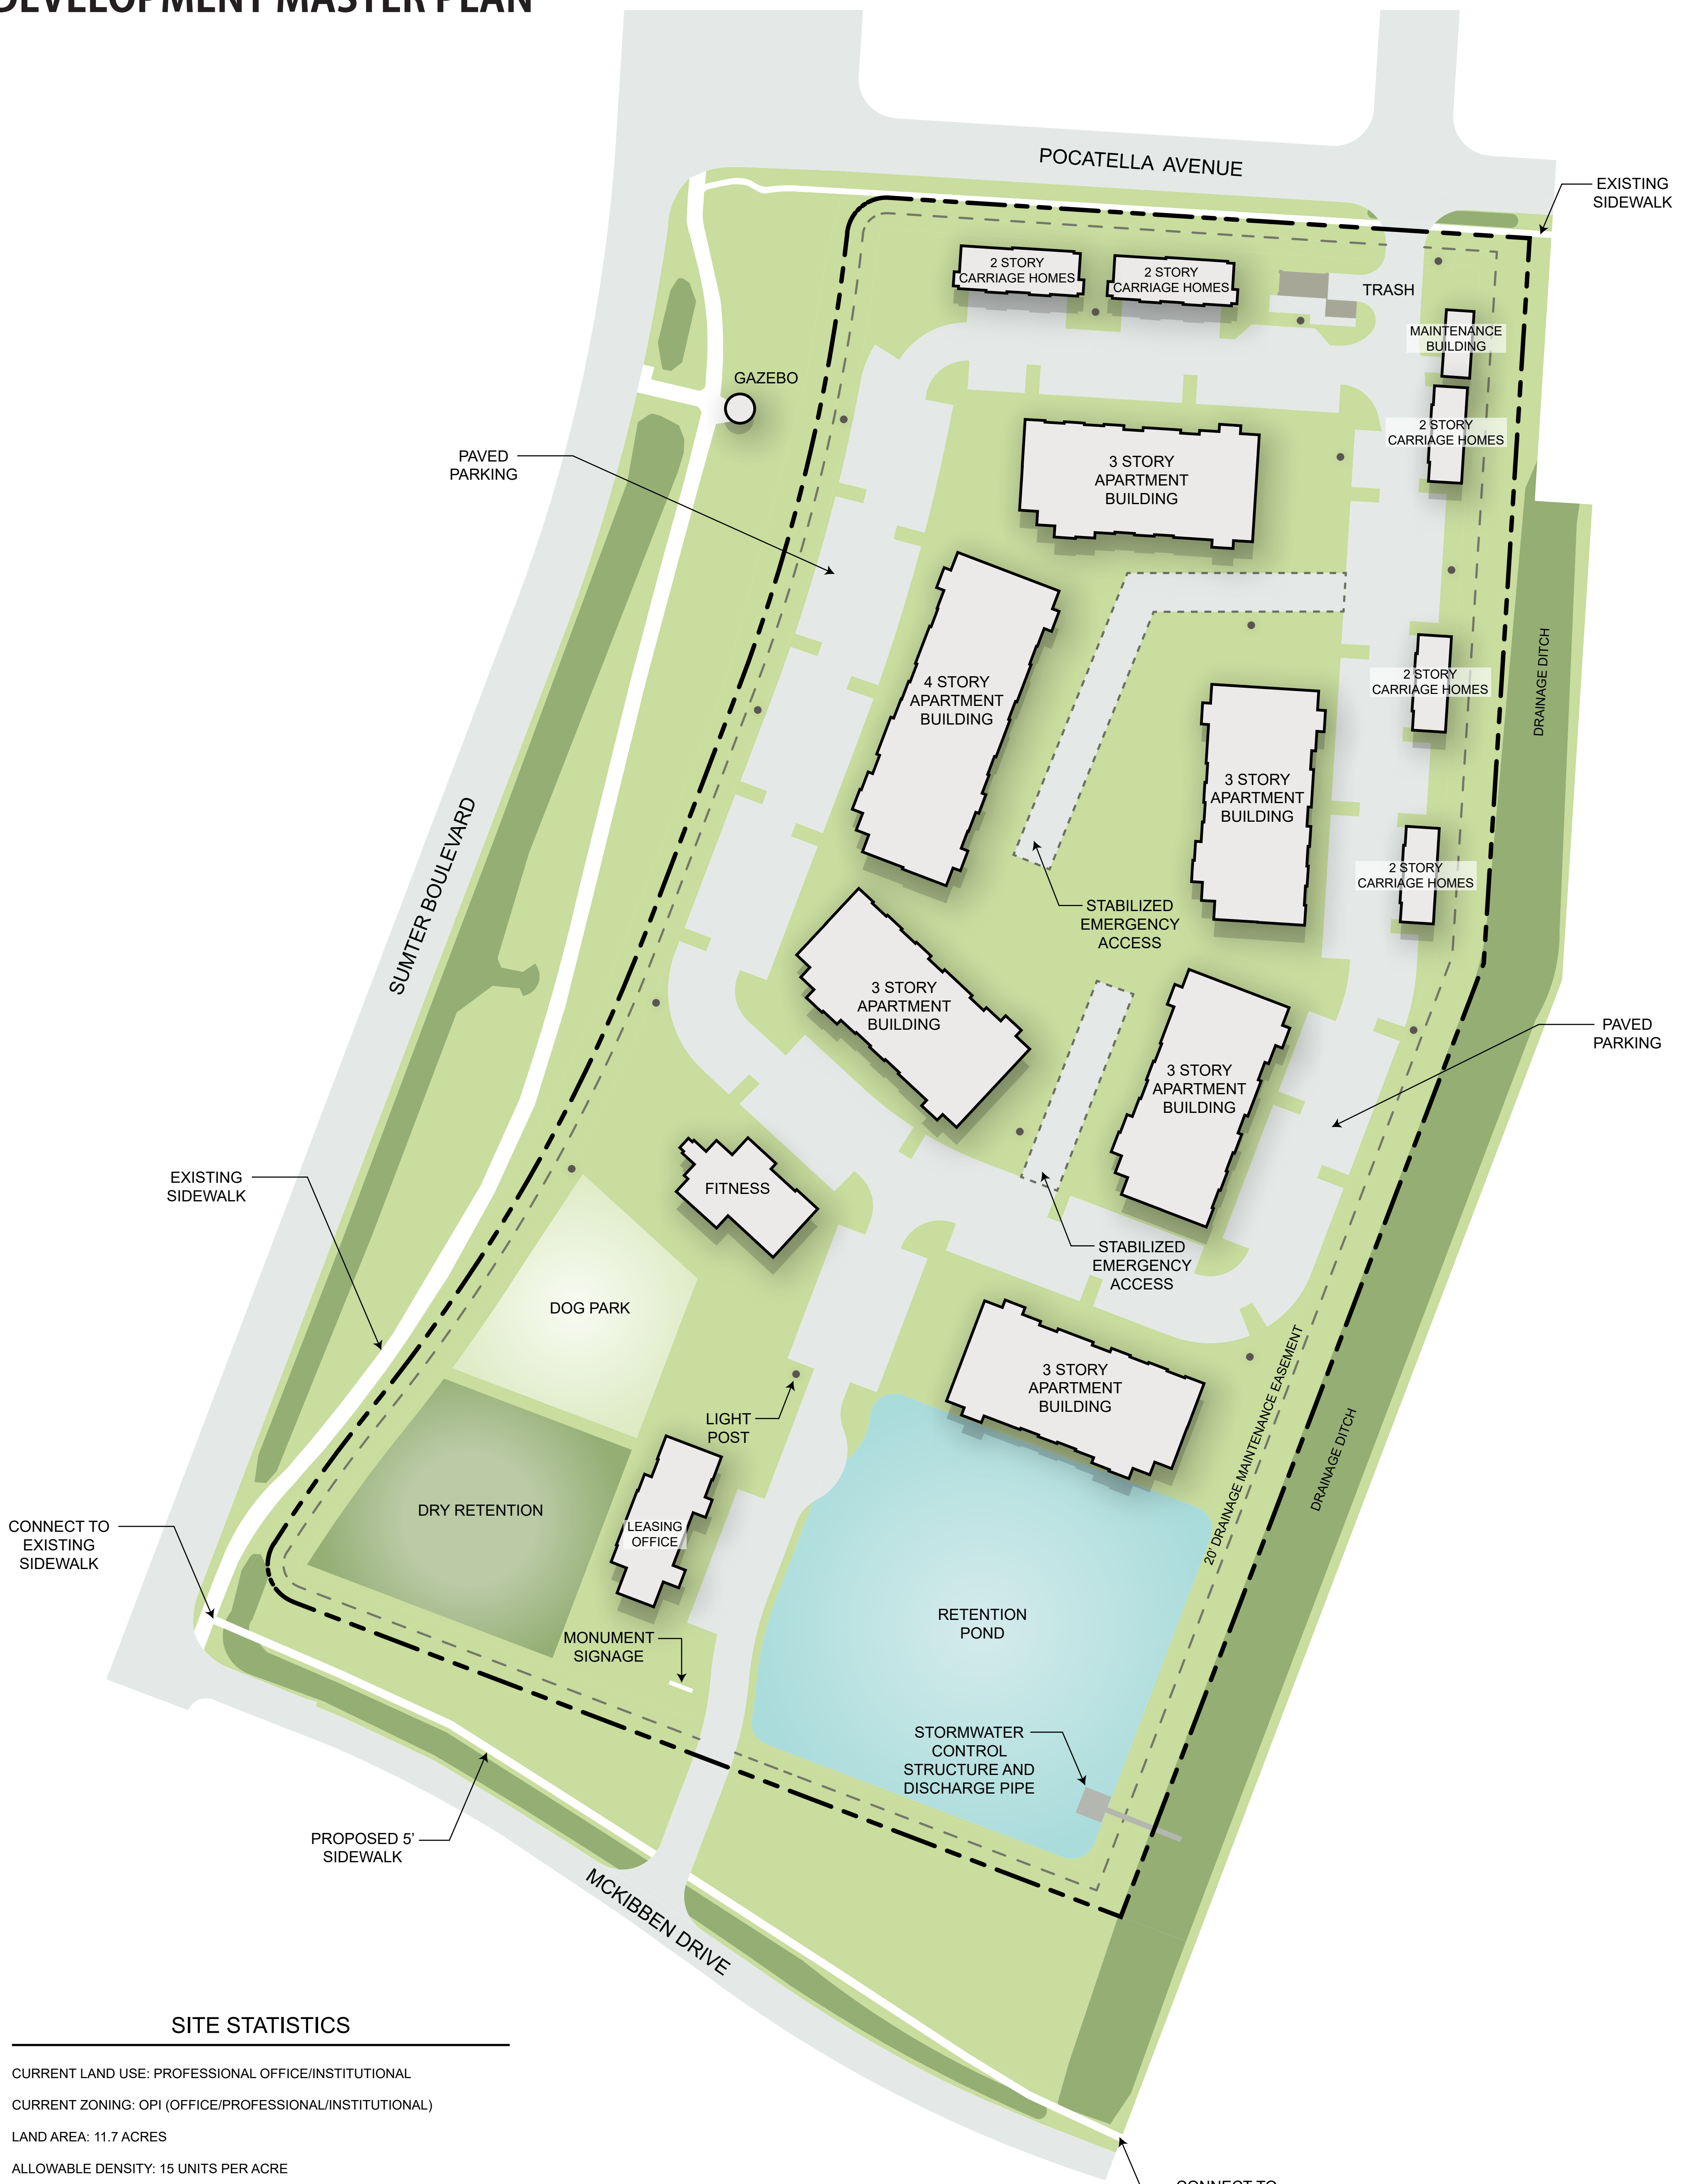 DEVELOPMENT MASTER PLAN
POCATELLA AVENUE
EXISTING
SIDEWALK
2 STORY
CARRIAGE HOMES
2 STORY
CARRIAGE HOMES
TRASH
MAINTENANCE
BUILDING
GAZEBO
2 STORY
CARRIAGE HOMES
PAVED
PARKING
3 STORY
APARTMENT
BUILDING
DRAINAGE DITCH
2 STORY
CARRIAGE HOMES
4 STORY
APARTMENT
BUILDING
3 STORY
APARTMENT
BUILDING
SUMTER BOULEVARD
2 STORY
CARRIAGE HOMES
STABILIZED
EMERGENCY
ACCESS
3 STORY
APARTMENT
BUILDING
PAVED
PARKING
3 STORY
APARTMENT
BUILDING
EXISTING
SIDEWALK
FITNESS
STABILIZED
EMERGENCY
ACCESS
DOG PARK
3 STORY
APARTMENT
BUILDING
20' DRAINAGE MAINTENANCE EASEMENT
DRAINAGE DITCH
LIGHT
POST
DRY RETENTION
LEASING
OFFICE
CONNECT TO
EXISTING
SIDEWALK
RETENTION
POND
MONUMENT
SIGNAGE
STORMWATER
CONTROL
STRUCTURE AND
DISCHARGE PIPE
PROPOSED 5'
SIDEWALK
MCKIBBEN DRIVE
SITE STATISTICS
CURRENT LAND USE: PROFESSIONAL OFFICE/INSTITUTIONAL
CURRENT ZONING: OPI (OFFICE/PROFESSIONAL/INSTITUTIONAL)
LAND AREA: 11.7 ACRES
ALLOWABLE DENSITY: 15 UNITS PER ACRE
CONNECT TO